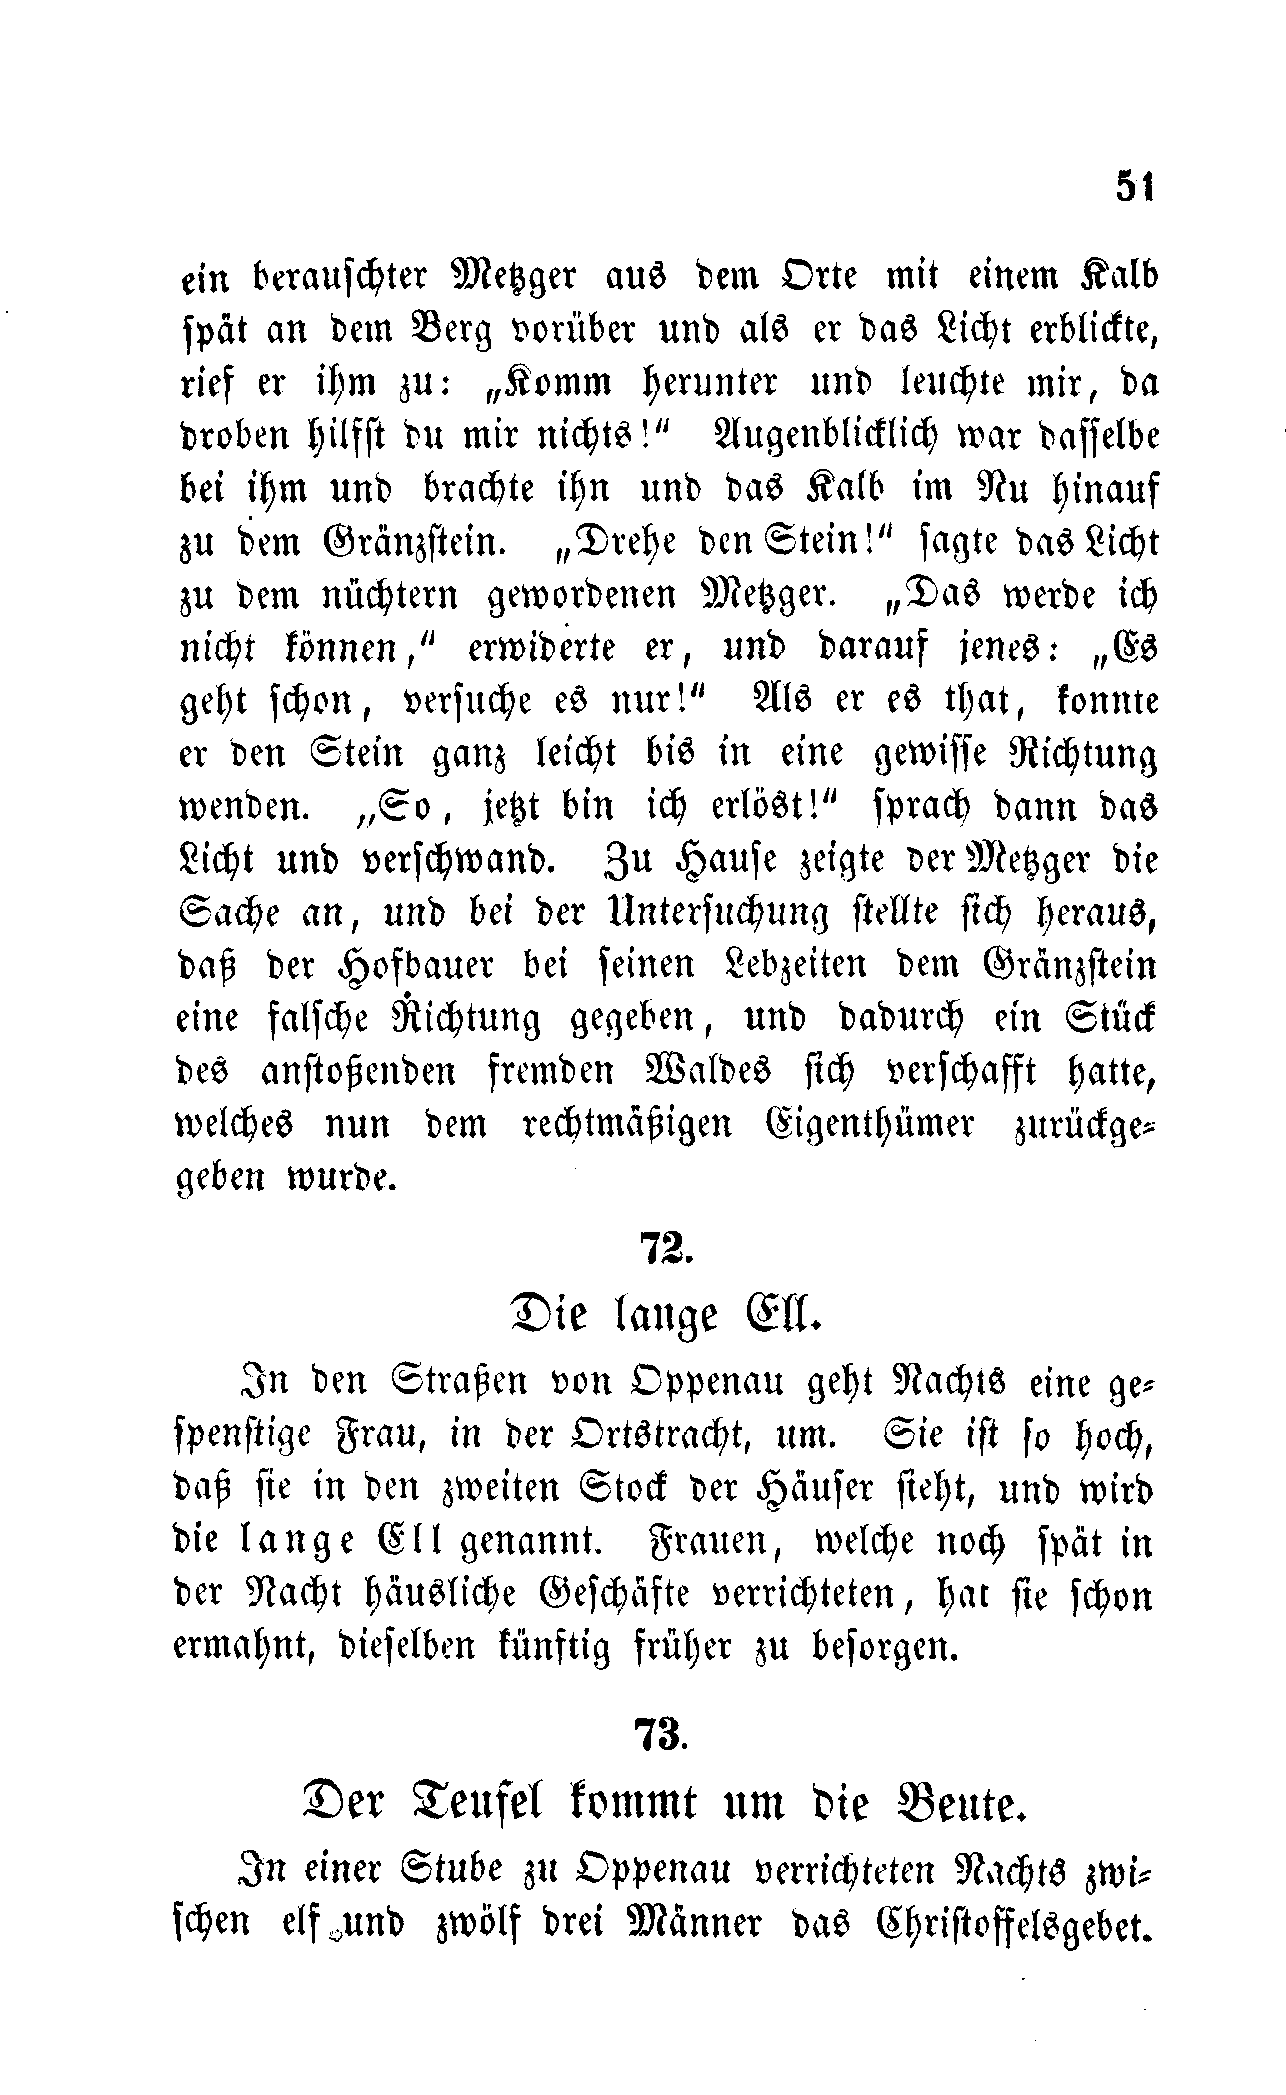 51
ein berauschter Metzger aus dem Orte mit einem Kalb
spät an dem Berg vorüber und als er das Licht erblickte,
rief er ihm zu: „Komm herunter und leuchte mir, da
droben hilfst du mir nichts!“ Augenblicklich war dasselbe
bei ihm und brachte ihn und das Kalb im Nu hinauf
zu dem Gränzstein. „Drehe den Stein!“ sagte das Licht
zu dem nüchtern gewordenen Metzger. „Das werde ich
nicht können,“ erwiderte er, und darauf jenes: „Es
geht schon, versuche es nur!“ Als er es that, konnte
er den Stein ganz leicht bis in eine gewisse Richtung
wenden. „So, jetzt bin ich erlöst!“ sprach dann das
Licht und verschwand. Zu Hause zeigte der Metzger die
Sache an, und bei der Untersuchung stellte sich heraus,
daß der Hofbauer bei seinen Lebzeiten dem Gränzstein
eine falsche Richtung gegeben, und dadurch ein Stück
des anstoßenden fremden Waldes sich verschafft hatte,
welches nun dem rechtmäßigen Eigenthümer zurückge-
geben wurde.
72.
Die lange Ell.
In den Straßen von Oppenau geht Nachts eine ge-
spenstige Frau, in der Ortstracht, um. Sie ist so hoch,
daß sie in den zweiten Stock der Häuser sieht, und wird
die lange Ell genannt. Frauen, welche noch spät in
der Nacht häusliche Geschäfte verrichteten, hat sie schon
ermahnt, dieselben künftig früher zu besorgen.
73.
Der Teufel kommt um die Beute.
In einer Stube zu Oppenau verrichteten Nachts zwi-
schen elf und zwölf drei Männer das Christoffelsgebet.